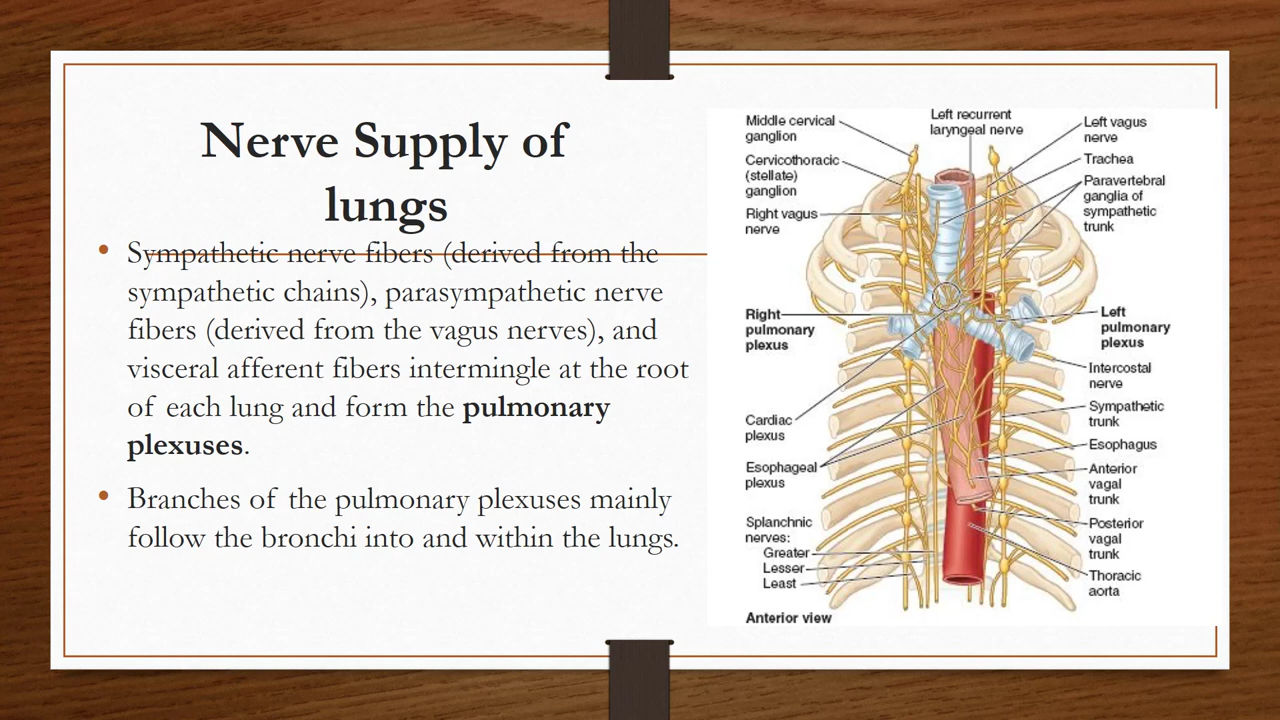 Nerve Supply of
lungs
• Sympathetic nerve fibers (derived from the
sympathetic chains), parasympathetic nerve
fibers (derived from the vagus nerves), and
visceral afferent fibers intermingle at the root
of each lung and form the pulmonary
plexuses.
• Branches of the pulmonary plexuses mainly
follow the bronchi into and within the lungs.
Middle cervical
ganglion
Cervicothoracic
(stellate)
ganglion
Right vagus
nerve
Right
pulmonary
plexus
Cardiac
plexus
Esophageal
plexus
Splanchnic
nerves:
Greater
Lesser
Least
Anterior view
Left recurrent
laryngeal nerve
Left vagus
nerve
Trachea
Paravertebral
ganglia of
sympathetic
trunk
Left
pulmonary
plexus
Intercostal
nerve
Sympathetic
trunk
Esophagus
Anterior
vagal
trunk
Posterior
vagal
trunk
Thoracic
aorta